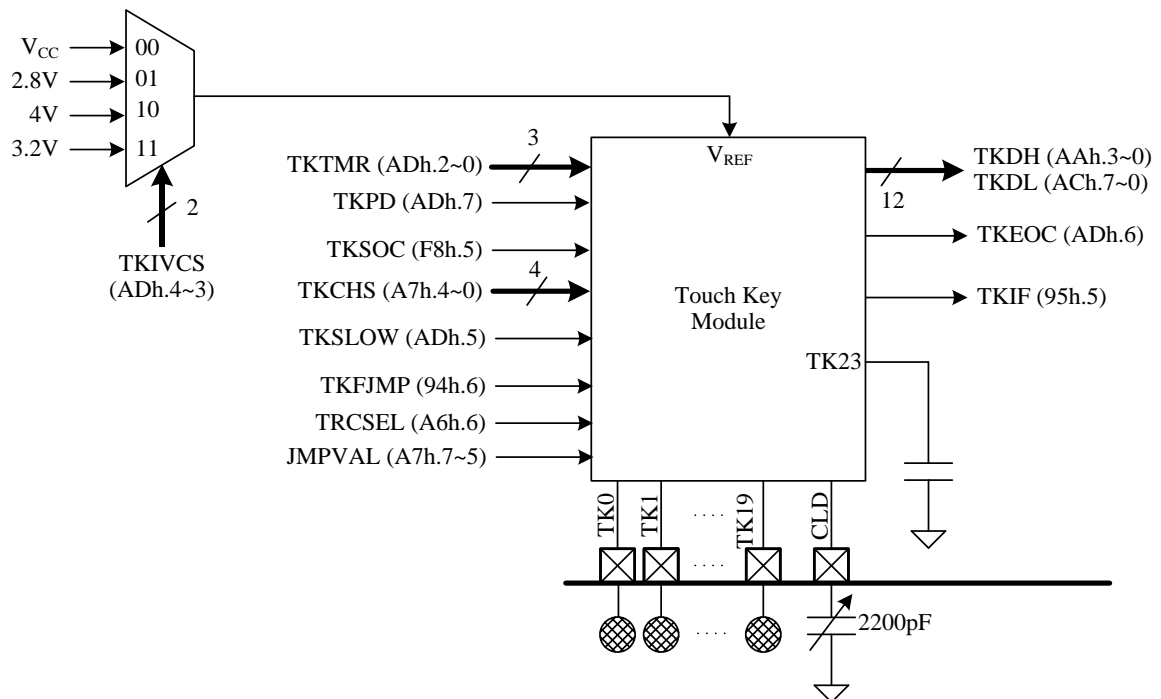 VCC
00
2.8V
01
4V
10
3.2V
11
2
TKIVCS
(ADh.4~3)
TKTMR (ADh.2~0)
3
TKPD (ADh.7)
TKSOC (F8h.5)
TKCHS (A7h.4~0)
4
TKSLOW (ADh.5)
TKFJMP (94h.6)
TRCSEL (A6h.6)
JMPVAL (A7h.7~5)
VREF
Touch Key
Module
TK23
12
TKDH (AAh.3~0)
TKDL (ACh.7~0)
TKEOC (ADh.6)
TKIF (95h.5)
TK0
TK1
....
TK19
CLD
....
....
2200pF